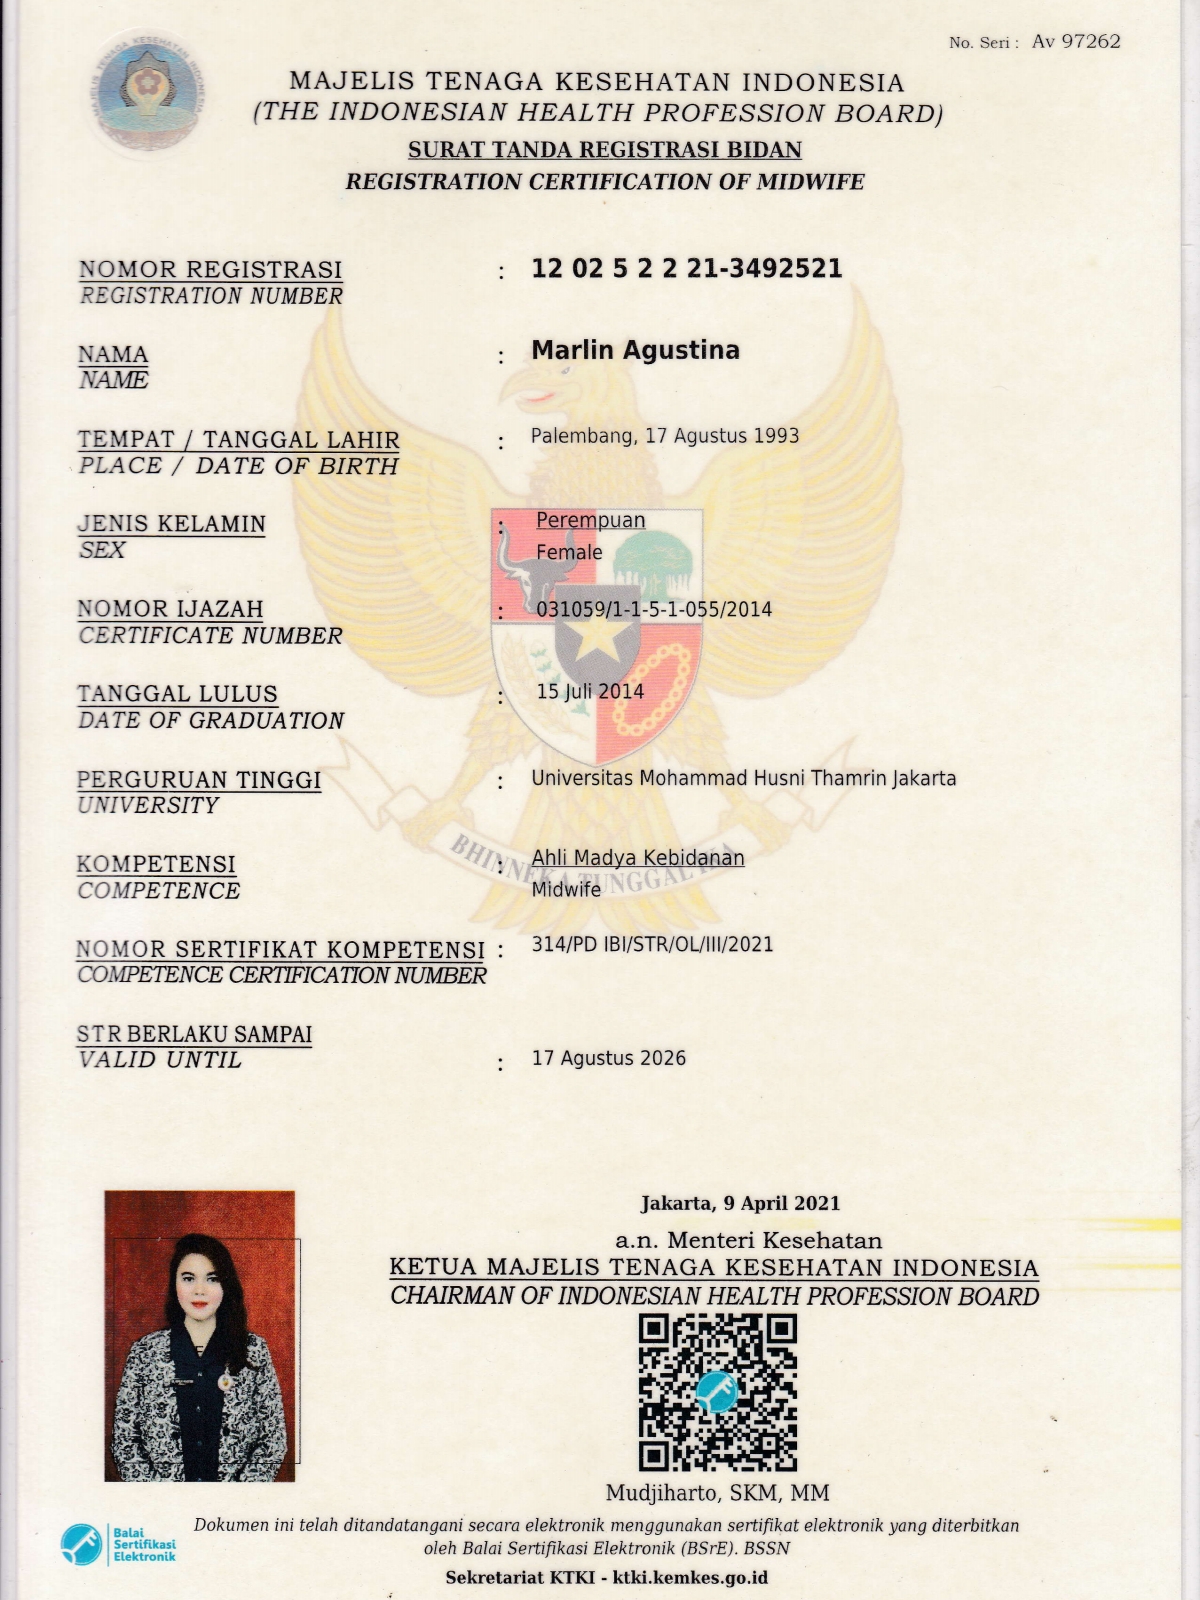 No. Seri : Av 97262
MAJELIS TENAGA KESEHATAN INDONESIA
(THE INDONESIAN HEALTH PROFESSION BOARD)
SURAT TANDA REGISTRASI BIDAN
REGISTRATION CERTIFICATION OF MIDWIFE
MAJELIS TENAGA KESEHATAN INDONESIA
NOMOR REGISTRASI : 12 02 5 2 2 21-3492521
REGISTRATION NUMBER
NAMA : Marlin Agustina
NAME
TEMPAT / TANGGAL LAHIR : Palembang, 17 Agustus 1993
PLACE / DATE OF BIRTH
JENIS KELAMIN : Perempuan
SEX Female
NOMOR IJAZAH : 031059/1-1-5-1-055/2014
CERTIFICATE NUMBER
TANGGAL LULUS : 15 Juli 2014
DATE OF GRADUATION
PERGURUAN TINGGI : Universitas Mohammad Husni Thamrin Jakarta
UNIVERSITY
KOMPETENSI : Ahli Madya Kebidanan
COMPETENCE Midwife
BHINNEKA TUNGGAL IKA
NOMOR SERTIFIKAT KOMPETENSI : 314/PD IBI/STR/OL/III/2021
COMPETENCE CERTIFICATION NUMBER
STR BERLAKU SAMPAI
VALID UNTIL : 17 Agustus 2026
Jakarta, 9 April 2021
a.n. Menteri Kesehatan
KETUA MAJELIS TENAGA KESEHATAN INDONESIA
CHAIRMAN OF INDONESIAN HEALTH PROFESSION BOARD
Mudjiharto, SKM, MM
Balai
Sertifikasi
Elektronik
Dokumen ini telah ditandatangani secara elektronik menggunakan sertifikat elektronik yang diterbitkan
oleh Balai Sertifikasi Elektronik (BSrE). BSSN
Sekretariat KTKI - ktki.kemkes.go.id